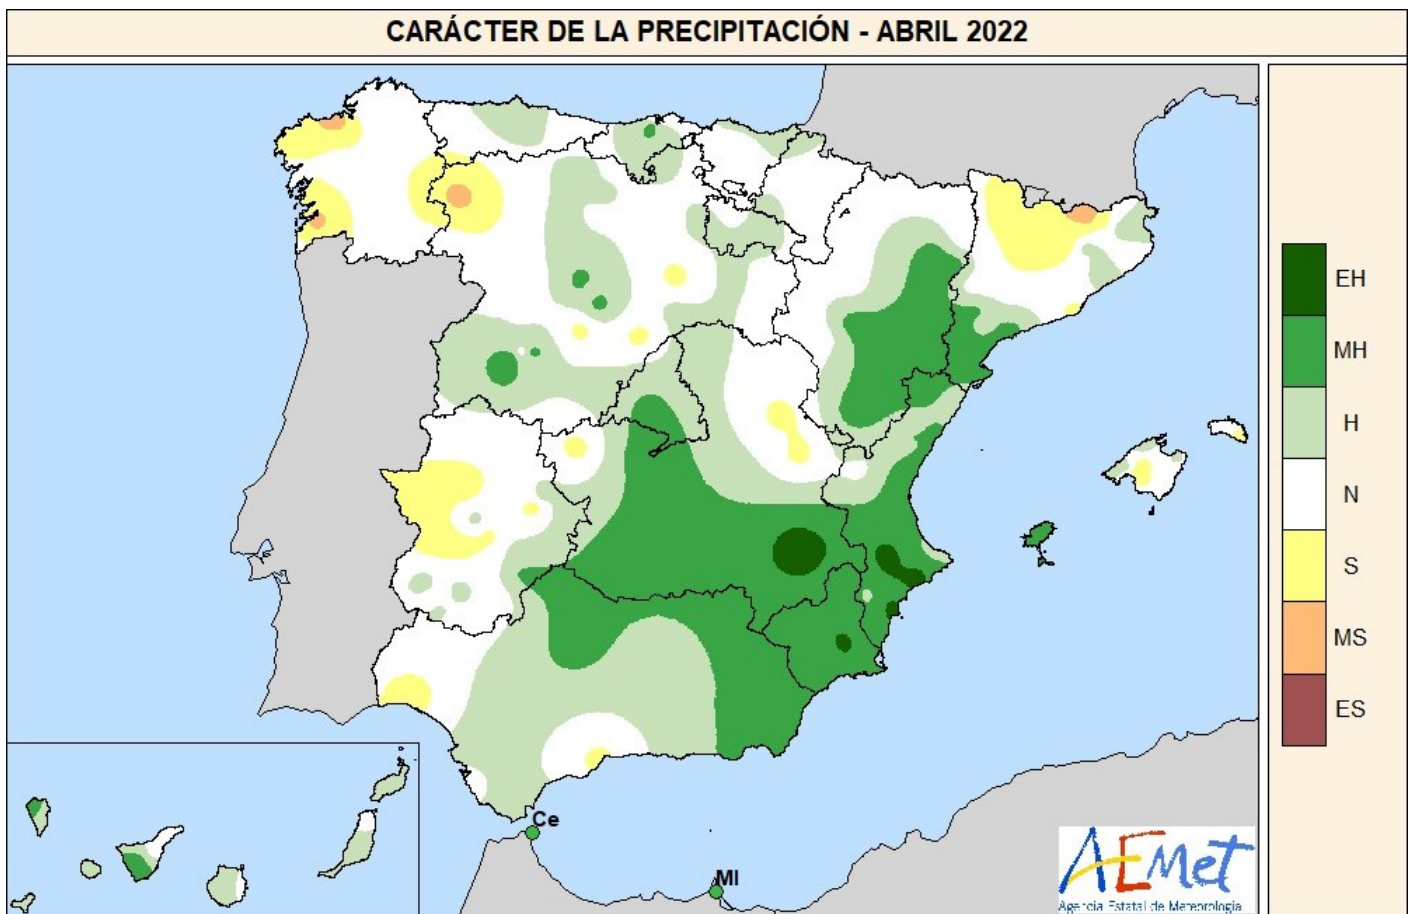 CARÁCTER DE LA PRECIPITACIÓN - ABRIL 2022
EH
MH
H
N
S
MS
ES
Ce
Ml
AEMet
Agencia Estatal de Meteorología